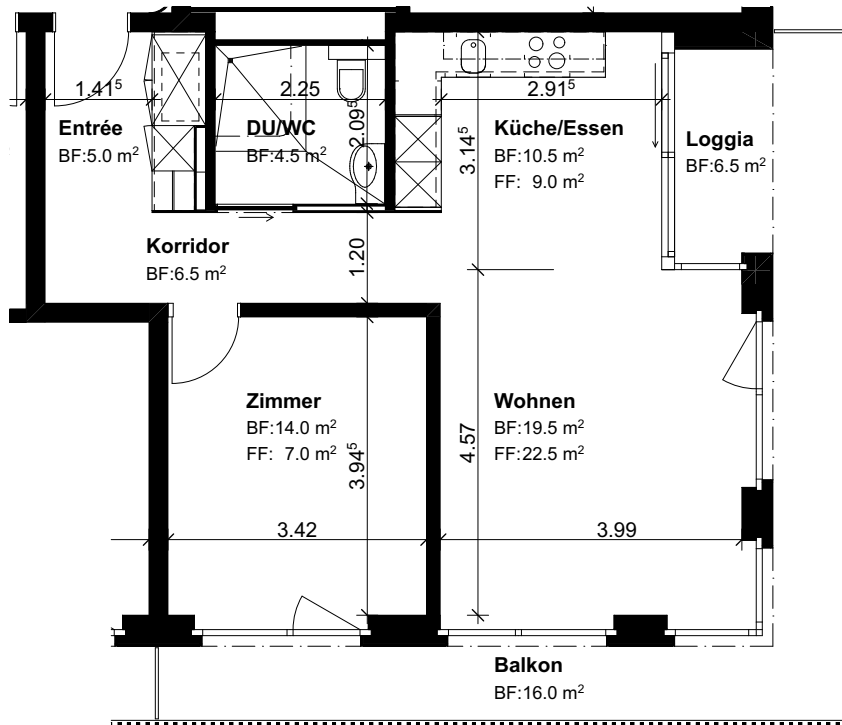 1.41⁵
2.25
2.91⁵
Entrée
BF:5.0 m²
DU/WC
BF:4.5 m²
2.09⁵
3.14⁵
Küche/Essen
BF:10.5 m²
FF: 9.0 m²
Loggia
BF:6.5 m²
Korridor
BF:6.5 m²
1.20
Zimmer
BF:14.0 m²
FF: 7.0 m²
3.94⁵
4.57
Wohnen
BF:19.5 m²
FF:22.5 m²
3.42
3.99
Balkon
BF:16.0 m²